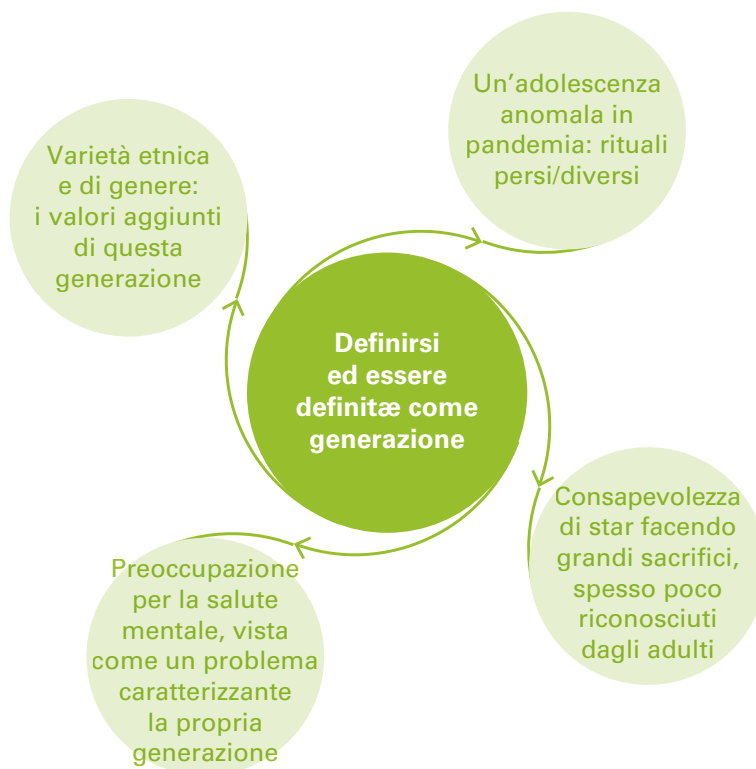 Un’adolescenza
anomala in
pandemia: rituali
persi/diversi
Varietà etnica
e di genere:
i valori aggiunti
di questa
generazione
Definirsi
ed essere
definitæ come
generazione
Consapevolezza
di star facendo
grandi sacrifici,
spesso poco
riconosciuti
dagli adulti
Preoccupazione
per la salute
mentale, vista
come un problema
caratterizzante
la propria
generazione